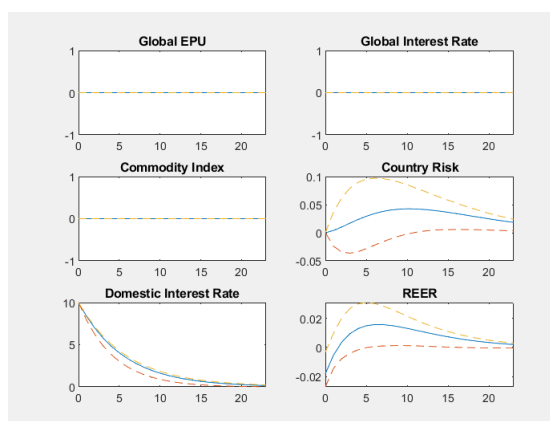 Global EPU
1
0
-1
0 5 10 15 20
Global Interest Rate
1
0
-1
0 5 10 15 20
Commodity Index
1
0
-1
0 5 10 15 20
Country Risk
0.1
0.05
0
-0.05
0 5 10 15 20
Domestic Interest Rate
10
5
0
0 5 10 15 20
REER
0.02
0
-0.02
0 5 10 15 20